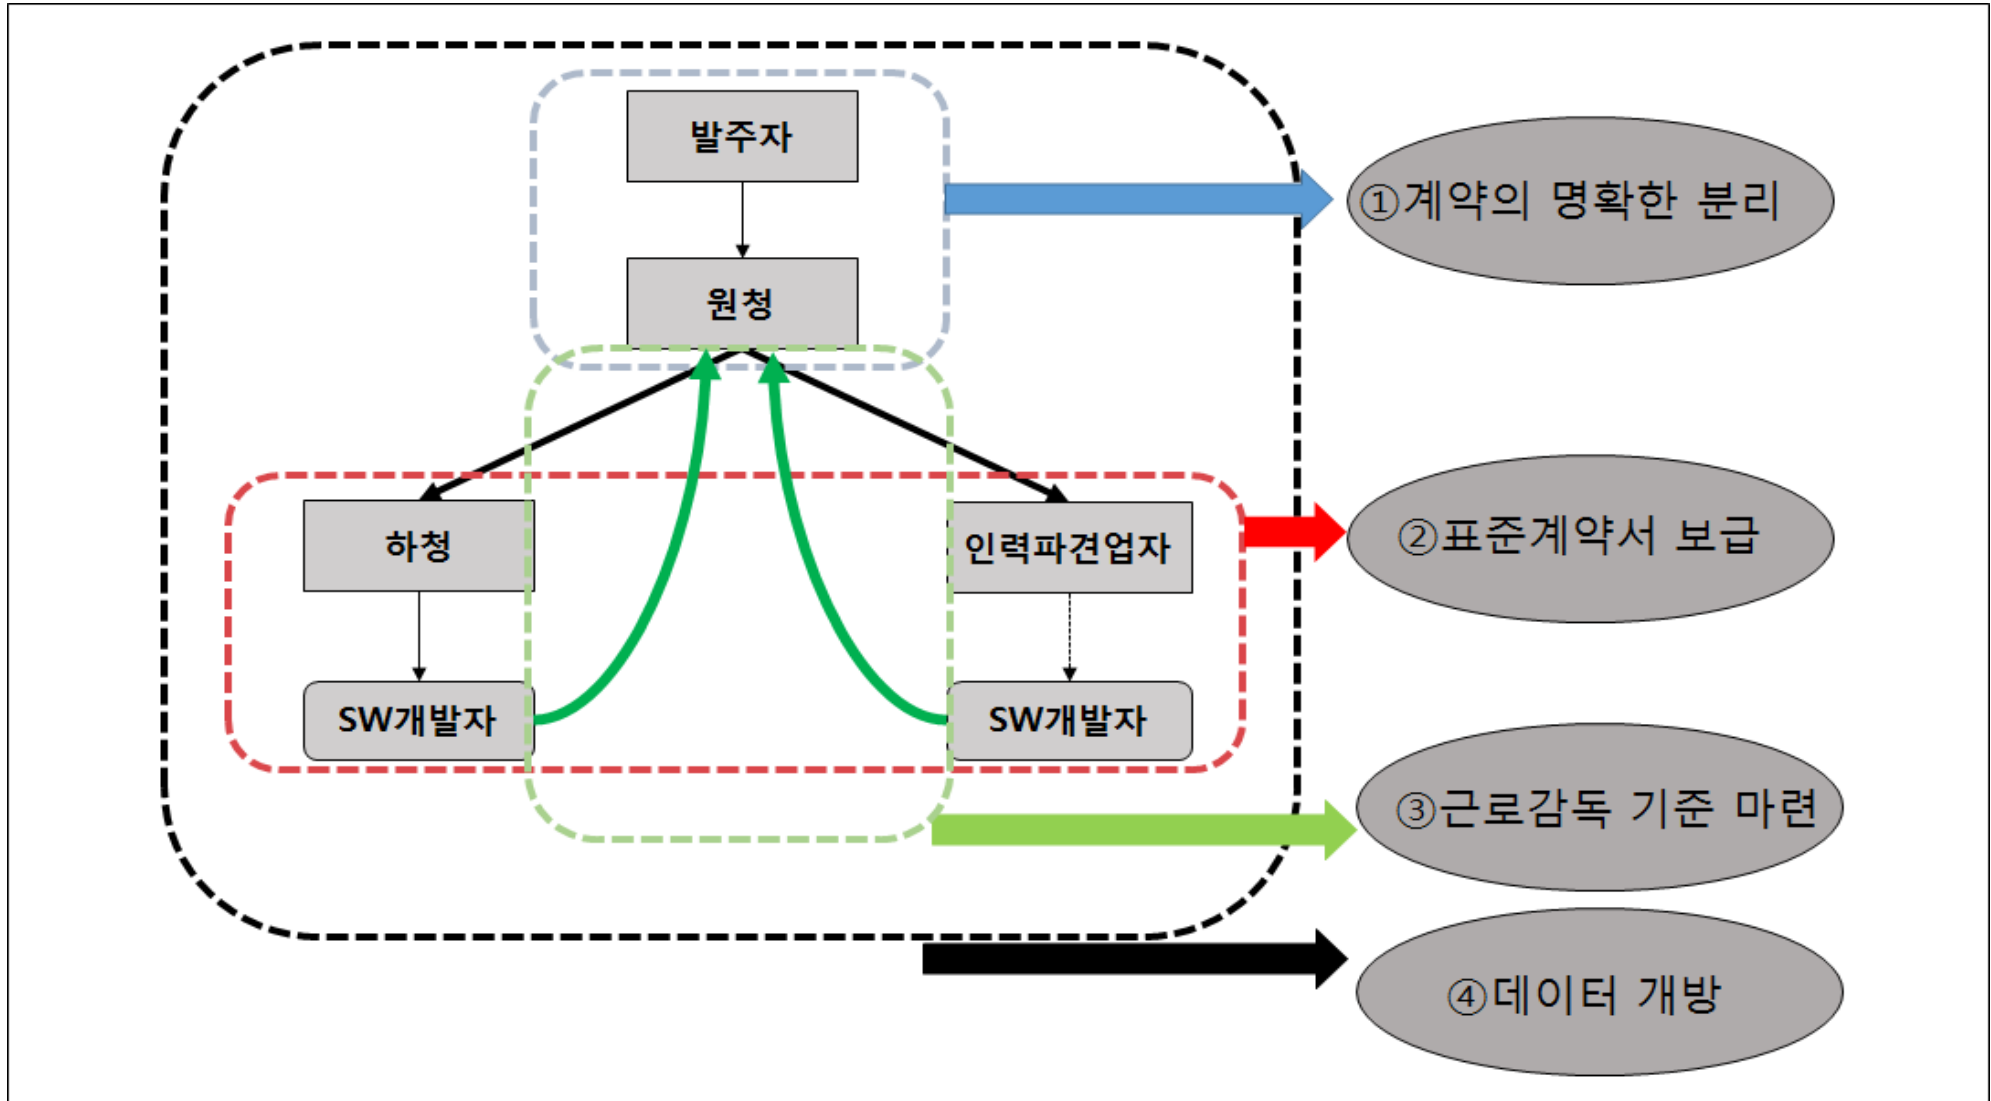 발주자
①계약의 명확한 분리
원청
하청
인력파견업자
②표준계약서 보급
SW개발자
SW개발자
③근로감독 기준 마련
④데이터 개방